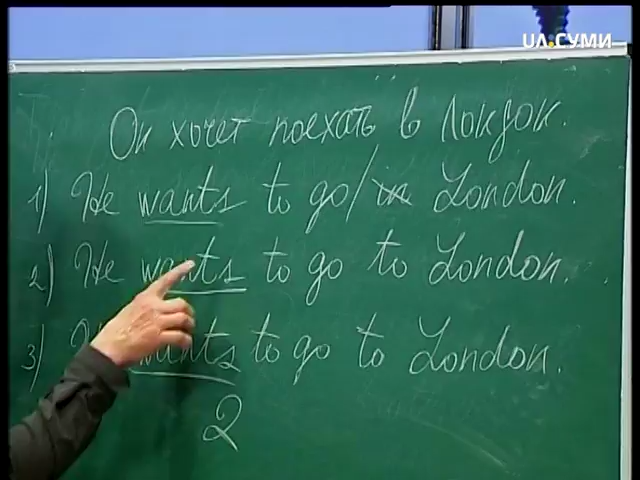 UA:СУМИ
Он хочет поехать в Лондон.
1) He wants to go/in London.
2) He wants to go to London.
3) wants to go to London.
2